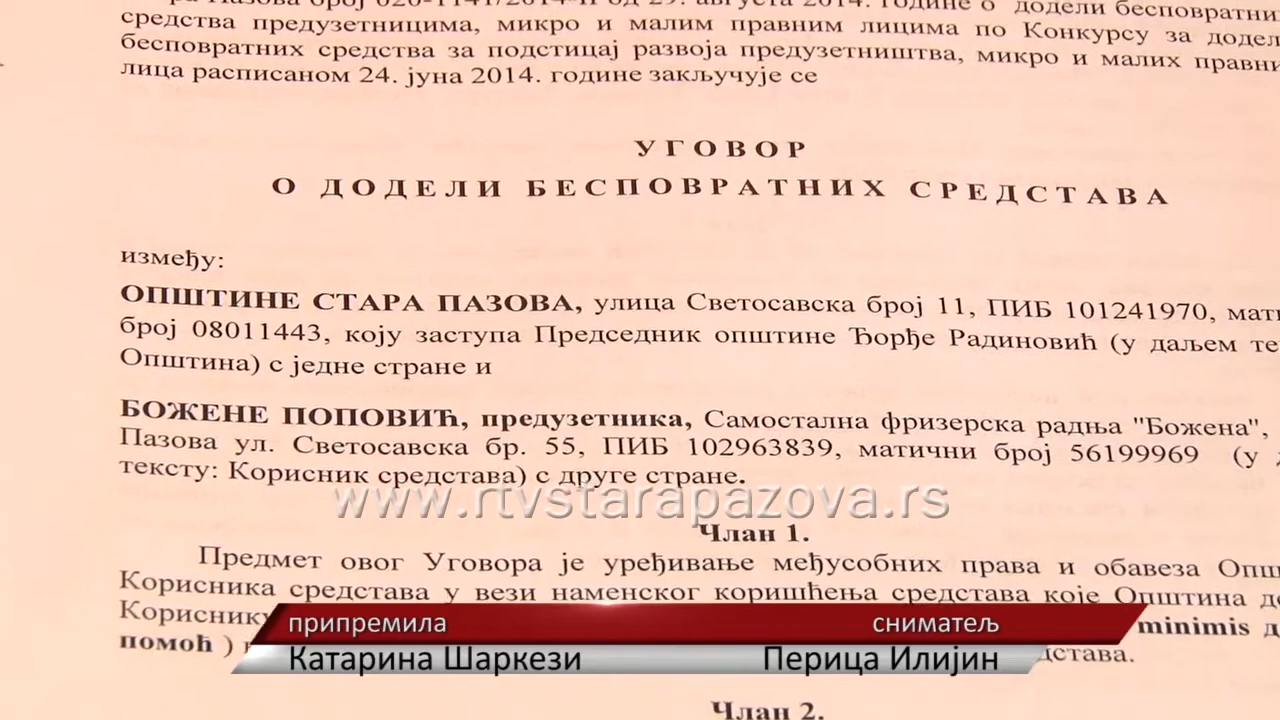 Пазова број 020-1141/2014-II од 29. августа 2014. године о додели бесповратни
средства предузетницима, микро и малим правним лицима по Конкурсу за додел
бесповратних средства за подстицај развоја предузетништва, микро и малих правни
лица расписаном 24. јуна 2014. године закључује се
УГОВОР
О ДОДЕЛИ БЕСПОВРАТНИХ СРЕДСТАВА
између:
ОПШТИНЕ СТАРА ПАЗОВА, улица Светосавска број 11, ПИБ 101241970, мати
број 08011443, коју заступа Председник општине Ђорђе Радиновић (у даљем те
Општина) с једне стране и
БОЖЕНЕ ПОПОВИЋ, предузетника, Самостална фризерска радња "Божена",
Пазова ул. Светосавска бр. 55, ПИБ 102963839, матични број 56199969 (у д
тексту: Корисник средстава) с друге стране.
www.rtvstarapazova.rs
Члан 1.
Предмет овог Уговора је уређивање међусобних права и обавеза Опш
Корисника средстава у вези наменског коришћења средстава које Општина до
Кориснику minimis д
помоћ ) дстава.
припремила сниматељ
Катарина Шаркези Перица Илијин
Члан 2.